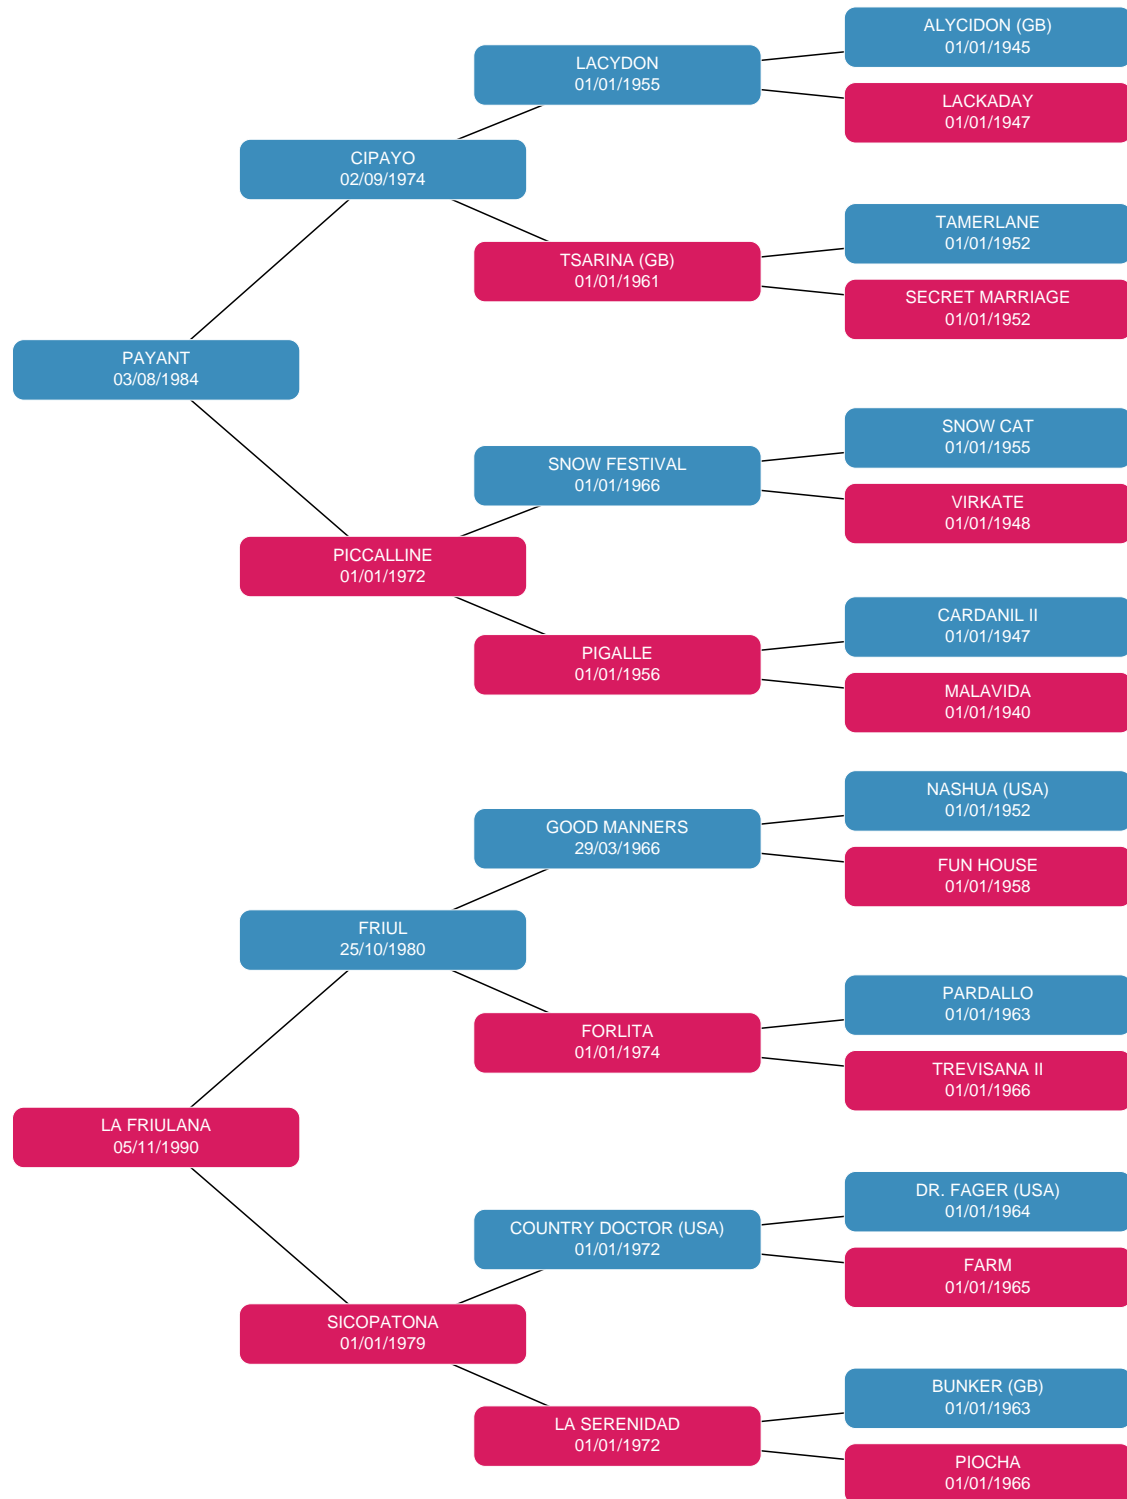 ALYCIDON (GB)
01/01/1945
LACYDON
01/01/1955
LACKADAY
01/01/1947
CIPAYO
02/09/1974
TAMERLANE
01/01/1952
TSARINA (GB)
01/01/1961
SECRET MARRIAGE
01/01/1952
PAYANT
03/08/1984
SNOW CAT
01/01/1955
SNOW FESTIVAL
01/01/1966
VIRKATE
01/01/1948
PICCALLINE
01/01/1972
CARDANIL II
01/01/1947
PIGALLE
01/01/1956
MALAVIDA
01/01/1940
NASHUA (USA)
01/01/1952
GOOD MANNERS
29/03/1966
FUN HOUSE
01/01/1958
FRIUL
25/10/1980
PARDALLO
01/01/1963
FORLITA
01/01/1974
TREVISANA II
01/01/1966
LA FRIULANA
05/11/1990
DR. FAGER (USA)
01/01/1964
COUNTRY DOCTOR (USA)
01/01/1972
FARM
01/01/1965
SICOPATONA
01/01/1979
BUNKER (GB)
01/01/1963
LA SERENIDAD
01/01/1972
PIOCHA
01/01/1966